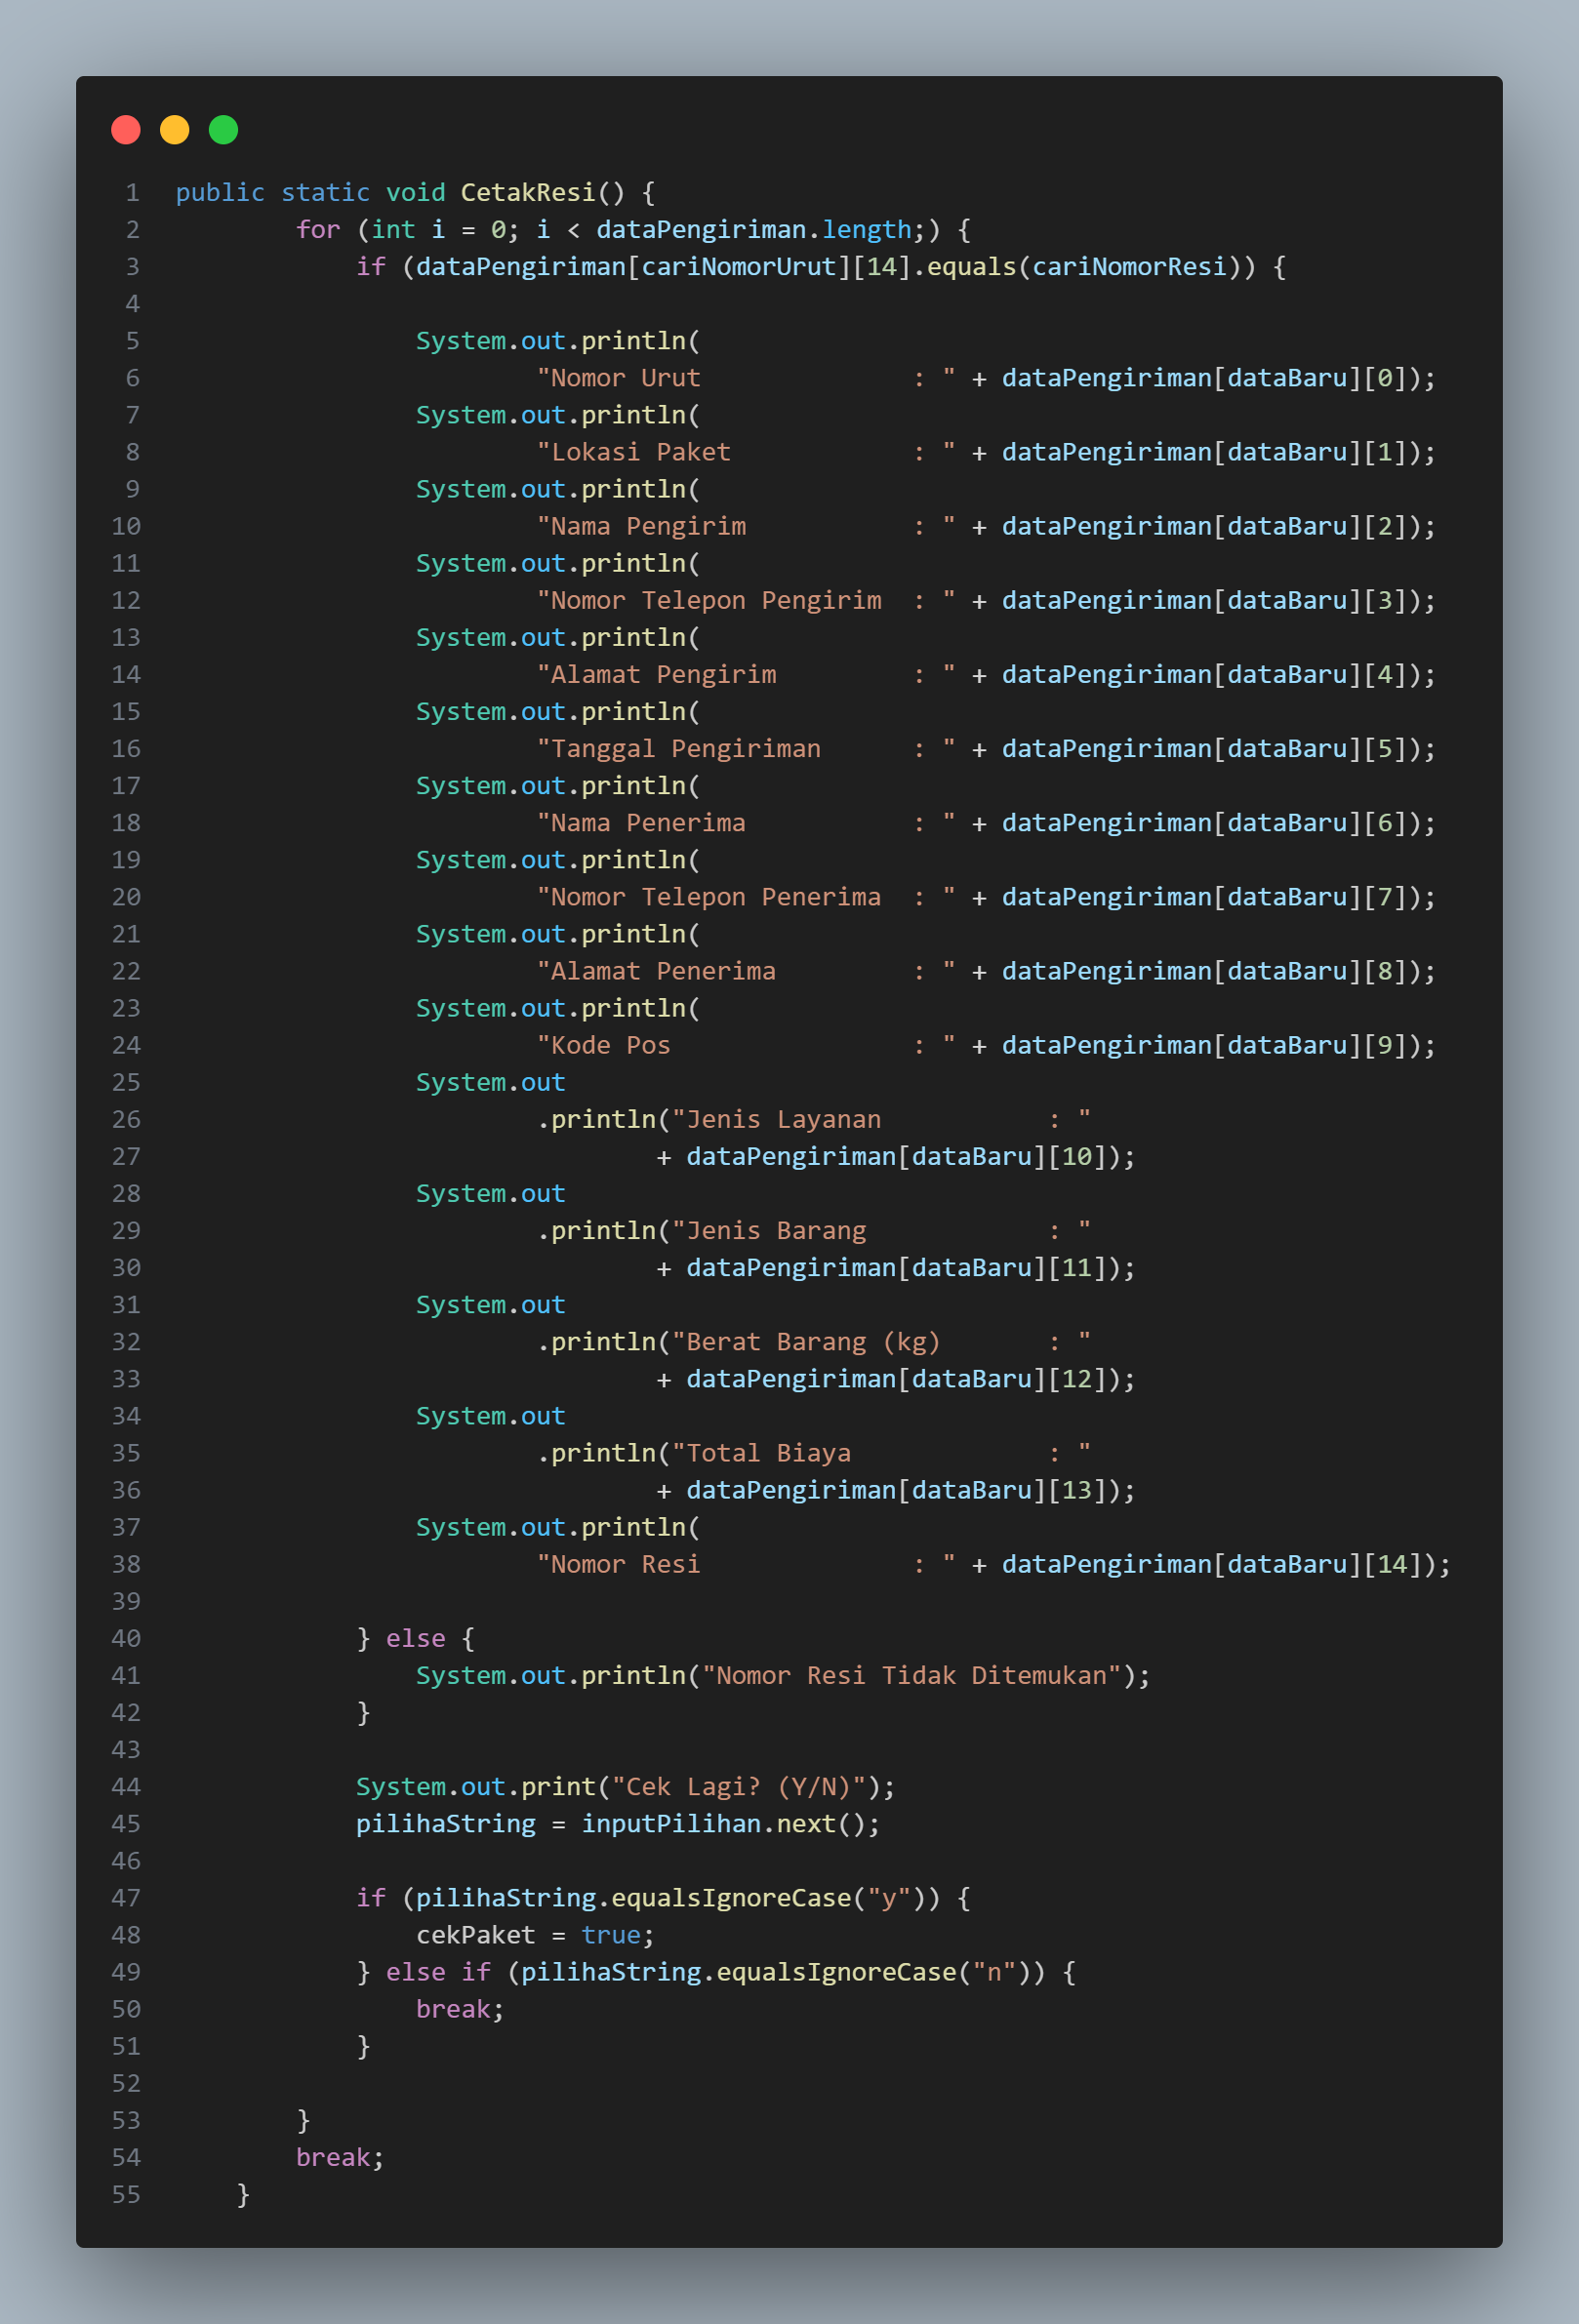 1 public static void CetakResi() {
2         for (int i = 0; i < dataPengiriman.length;) {
3             if (dataPengiriman[cariNomorUrut][14].equals(cariNomorResi)) {
4
5                 System.out.println(
6                         "Nomor Urut              : " + dataPengiriman[dataBaru][0]);
7                 System.out.println(
8                         "Lokasi Paket            : " + dataPengiriman[dataBaru][1]);
9                 System.out.println(
10                         "Nama Pengirim           : " + dataPengiriman[dataBaru][2]);
11                 System.out.println(
12                         "Nomor Telepon Pengirim  : " + dataPengiriman[dataBaru][3]);
13                 System.out.println(
14                         "Alamat Pengirim         : " + dataPengiriman[dataBaru][4]);
15                 System.out.println(
16                         "Tanggal Pengiriman      : " + dataPengiriman[dataBaru][5]);
17                 System.out.println(
18                         "Nama Penerima           : " + dataPengiriman[dataBaru][6]);
19                 System.out.println(
20                         "Nomor Telepon Penerima  : " + dataPengiriman[dataBaru][7]);
21                 System.out.println(
22                         "Alamat Penerima         : " + dataPengiriman[dataBaru][8]);
23                 System.out.println(
24                         "Kode Pos                : " + dataPengiriman[dataBaru][9]);
25                 System.out
26                         .println("Jenis Layanan           : "
27                                 + dataPengiriman[dataBaru][10]);
28                 System.out
29                         .println("Jenis Barang            : "
30                                 + dataPengiriman[dataBaru][11]);
31                 System.out
32                         .println("Berat Barang (kg)       : "
33                                 + dataPengiriman[dataBaru][12]);
34                 System.out
35                         .println("Total Biaya             : "
36                                 + dataPengiriman[dataBaru][13]);
37                 System.out.println(
38                         "Nomor Resi              : " + dataPengiriman[dataBaru][14]);
39
40             } else {
41                 System.out.println("Nomor Resi Tidak Ditemukan");
42             }
43
44             System.out.print("Cek Lagi? (Y/N)");
45             pilihaString = inputPilihan.next();
46
47             if (pilihaString.equalsIgnoreCase("y")) {
48                 cekPaket = true;
49             } else if (pilihaString.equalsIgnoreCase("n")) {
50                 break;
51             }
52
53         }
54         break;
55     }